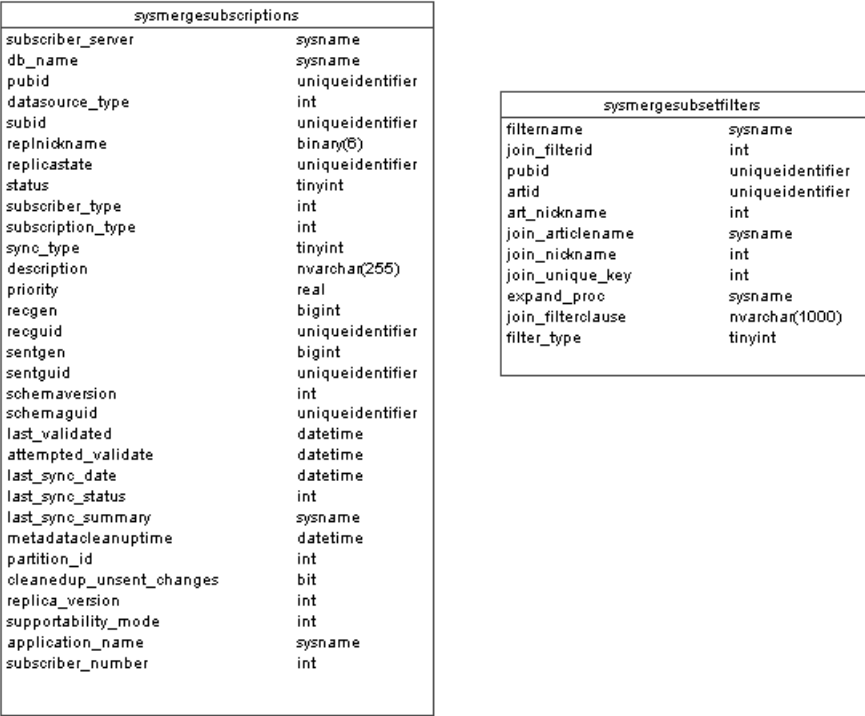 sysmergesubscriptions
subscriber_server sysname
db_name sysname
pubid uniqueidentifier
datasource_type int
subid uniqueidentifier
replnickname binary(6)
replicastate uniqueidentifier
status tinyint
subscriber_type int
subscription_type int
sync_type tinyint
description nvarchar(255)
priority real
recgen bigint
recguid uniqueidentifier
sentgen bigint
sentguid uniqueidentifier
schemaversion int
schemaguid uniqueidentifier
last_validated datetime
attempted_validate datetime
last_sync_date datetime
last_sync_status int
last_sync_summary sysname
metadatacleanuptime datetime
partition_id int
cleanedup_unsent_changes bit
replica_version int
supportability_mode int
application_name sysname
subscriber_number int
sysmergesubsetfilters
filtername sysname
join_filterid int
pubid uniqueidentifier
artid uniqueidentifier
art_nickname int
join_articlename sysname
join_nickname int
join_unique_key int
expand_proc sysname
join_filterclause nvarchar(1000)
filter_type tinyint